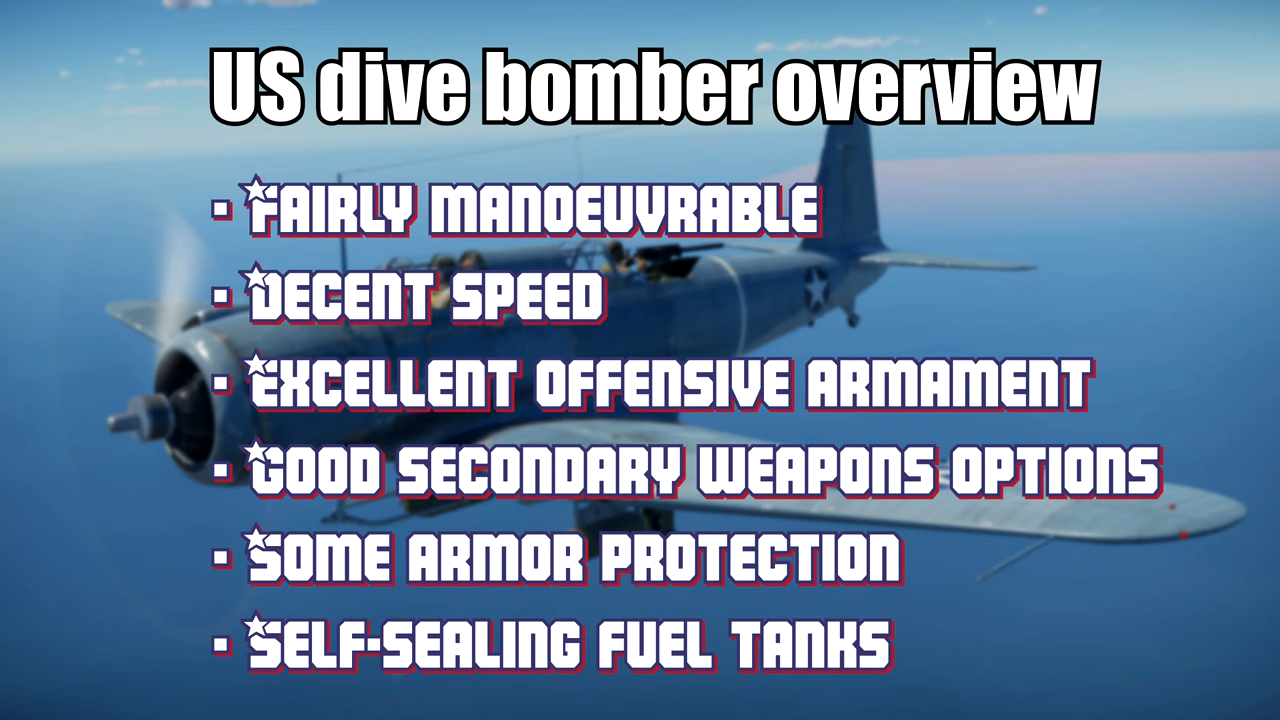 US dive bomber overview
· FAIRLY MANOEUVRABLE
· DECENT SPEED
· EXCELLENT OFFENSIVE ARMAMENT
· GOOD SECONDARY WEAPONS OPTIONS
· SOME ARMOR PROTECTION
· SELF-SEALING FUEL TANKS